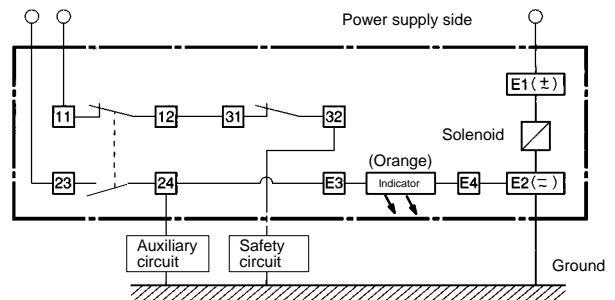 Power supply side
E1(±~)
11
12
31
32
Solenoid
(Orange)
23
24
E3
Indicator
E4
E2(≂)
Auxiliary
circuit
Safety
circuit
Ground